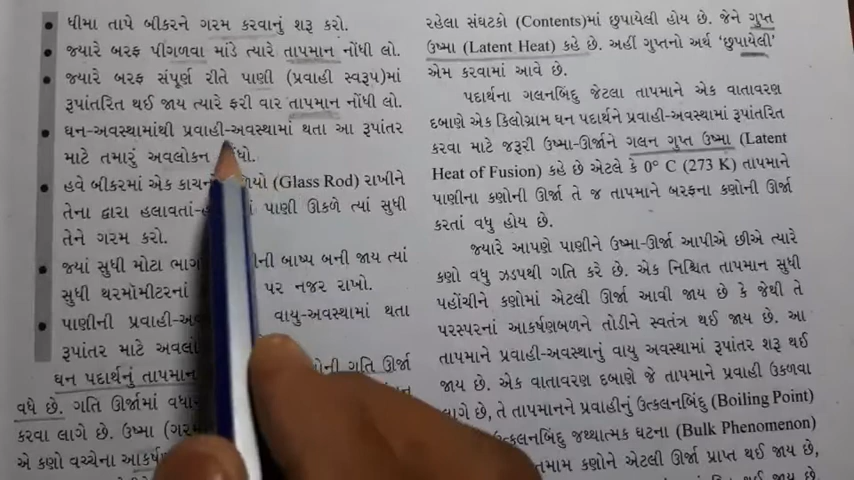 ધીમા તાપે બીકરને ગરમ કરવાનું શરૂ કરો.
જ્યારે બરફ પીગળવા માંડે ત્યારે તાપમાન નોંધી લો.
જ્યારે બરફ સંપૂર્ણ રીતે પાણી (પ્રવાહી સ્વરૂપ)માં
રૂપાંતરિત થઈ જાય ત્યારે ફરી વાર તાપમાન નોંધી લો.
ઘન-અવસ્થામાંથી પ્રવાહી-અવસ્થામાં થતા આ રૂપાંતર
માટે તમારું અવલોકન
હવે બીકરમાં એક (Glass Rod) રાખીને
તેના દ્વારા હલાવતાં- પાણી ઊકળે ત્યાં સુધી
તેને ગરમ કરો.
જ્યાં સુધી મોટા બાષ્પ બની જાય ત્યાં
સુધી થરમૉમીટરનાં પર નજર રાખો.
પાણીની વાયુ-અવસ્થામાં થતા
રૂપાંતર માટે
ઘન પદાર્થનું તાપમાન ગતિ ઊર્જા
વધે છે. ગતિ ઊર્જામાં
કરવા લાગે છે. ઉષ્મા
એ કણો વચ્ચેના
રહેલા સંઘટકો (Contents)માં છુપાયેલી હોય છે. જેને ગુપ્ત
ઉષ્મા (Latent Heat) કહે છે. અહીં ગુપ્તનો અર્થ ‘છુપાયેલી’
એમ કરવામાં આવે છે.
પદાર્થના ગલનબિંદુ જેટલા તાપમાને એક વાતાવરણ
દબાણે એક કિલોગ્રામ ઘન પદાર્થને પ્રવાહી-અવસ્થામાં રૂપાંતરિત
કરવા માટે જરૂરી ઉષ્મા-ઊર્જાને ગલન ગુપ્ત ઉષ્મા (Latent
Heat of Fusion) કહે છે એટલે કે 0° C (273 K) તાપમાને
પાણીના કણોની ઊર્જા તે જ તાપમાને બરફના કણોની ઊર્જા
કરતાં વધુ હોય છે.
જ્યારે આપણે પાણીને ઉષ્મા-ઊર્જા આપીએ છીએ ત્યારે
કણો વધુ ઝડપથી ગતિ કરે છે. એક નિશ્ચિત તાપમાન સુધી
પહોંચીને કણોમાં એટલી ઊર્જા આવી જાય છે કે જેથી તે
પરસ્પરનાં આકર્ષણબળને તોડીને સ્વતંત્ર થઈ જાય છે. આ
તાપમાને પ્રવાહી-અવસ્થાનું વાયુ અવસ્થામાં રૂપાંતર શરૂ થઈ
જાય છે. એક વાતાવરણ દબાણે જે તાપમાને પ્રવાહી ઉકળવા
લાગે છે, તે તાપમાનને પ્રવાહીનું ઉત્કલનબિંદુ (Boiling Point)
ઉત્કલનબિંદુ જથ્થાત્મક ઘટના (Bulk Phenomenon)
તમામ કણોને એટલી ઊર્જા પ્રાપ્ત થઈ જાય છે,